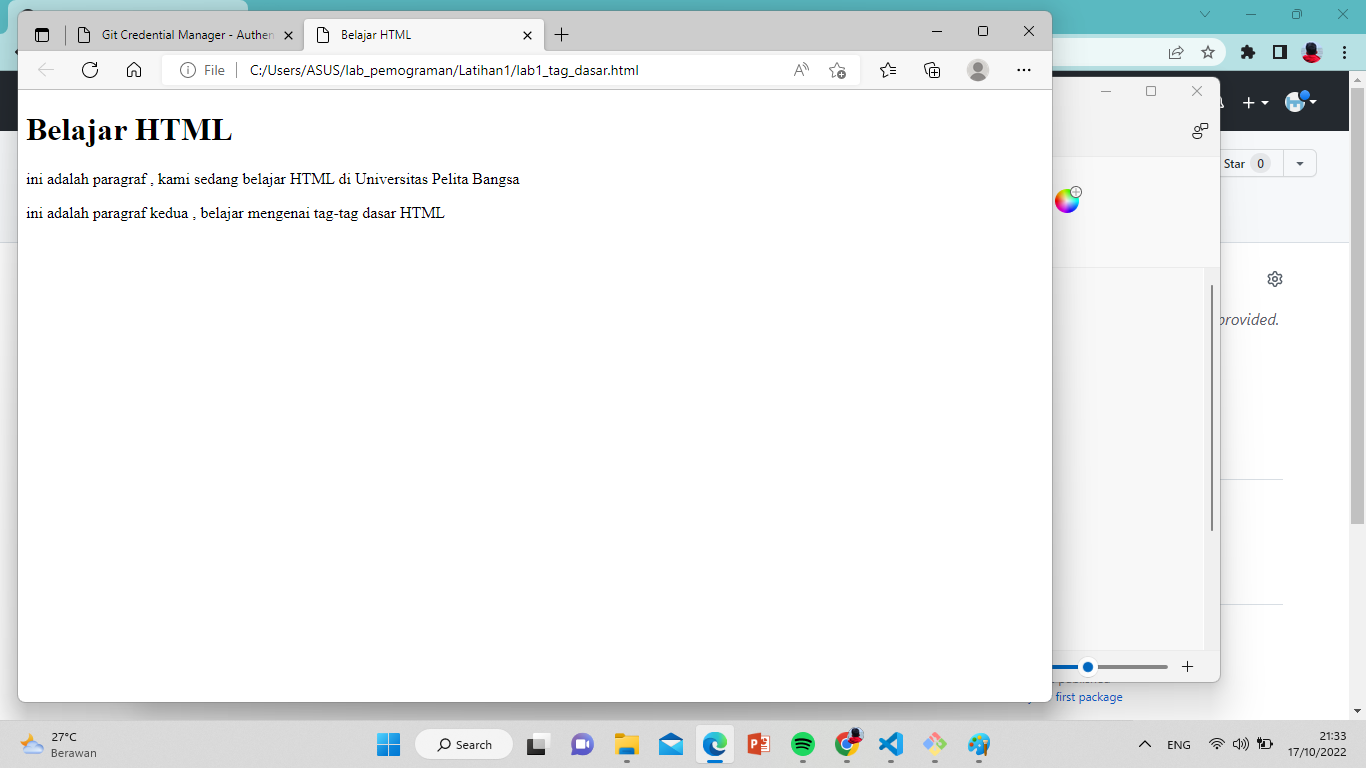 Git Credential Manager - Authen
Belajar HTML
File
C:/Users/ASUS/lab_pemograman/Latihan1/lab1_tag_dasar.html
Belajar HTML
ini adalah paragraf , kami sedang belajar HTML di Universitas Pelita Bangsa
ini adalah paragraf kedua , belajar mengenai tag-tag dasar HTML
Star 0
provided.
first package
27°C
Berawan
Search
ENG
21:33
17/10/2022